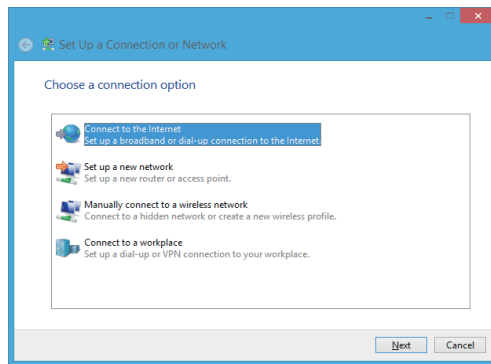 Set Up a Connection or Network
Choose a connection option
Connect to the Internet
Set up a broadband or dial-up connection to the Internet.
Set up a new network
Set up a new router or access point.
Manually connect to a wireless network
Connect to a hidden network or create a new wireless profile.
Connect to a workplace
Set up a dial-up or VPN connection to your workplace.
Next Cancel